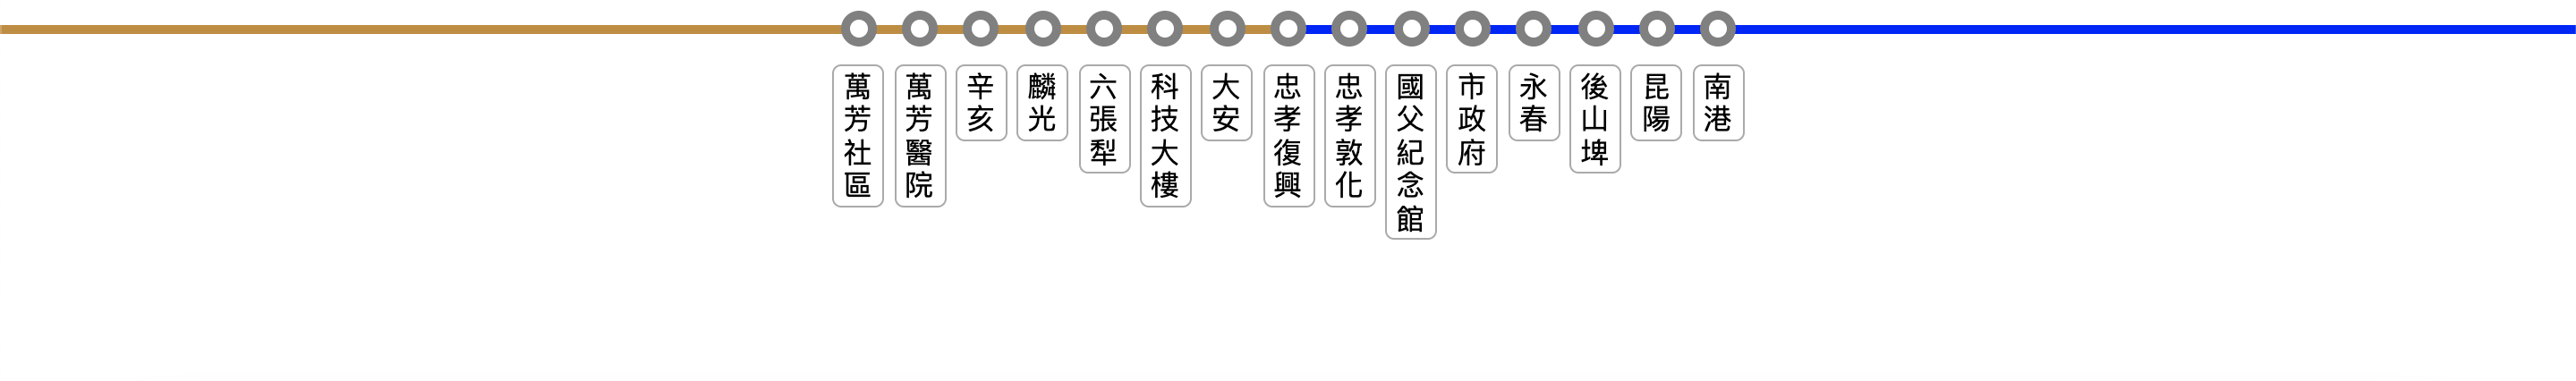 萬芳社區
萬芳醫院
辛亥
麟光
六張犁
科技大樓
大安
忠孝復興
忠孝敦化
國父紀念館
市政府
永春
後山埤
昆陽
南港